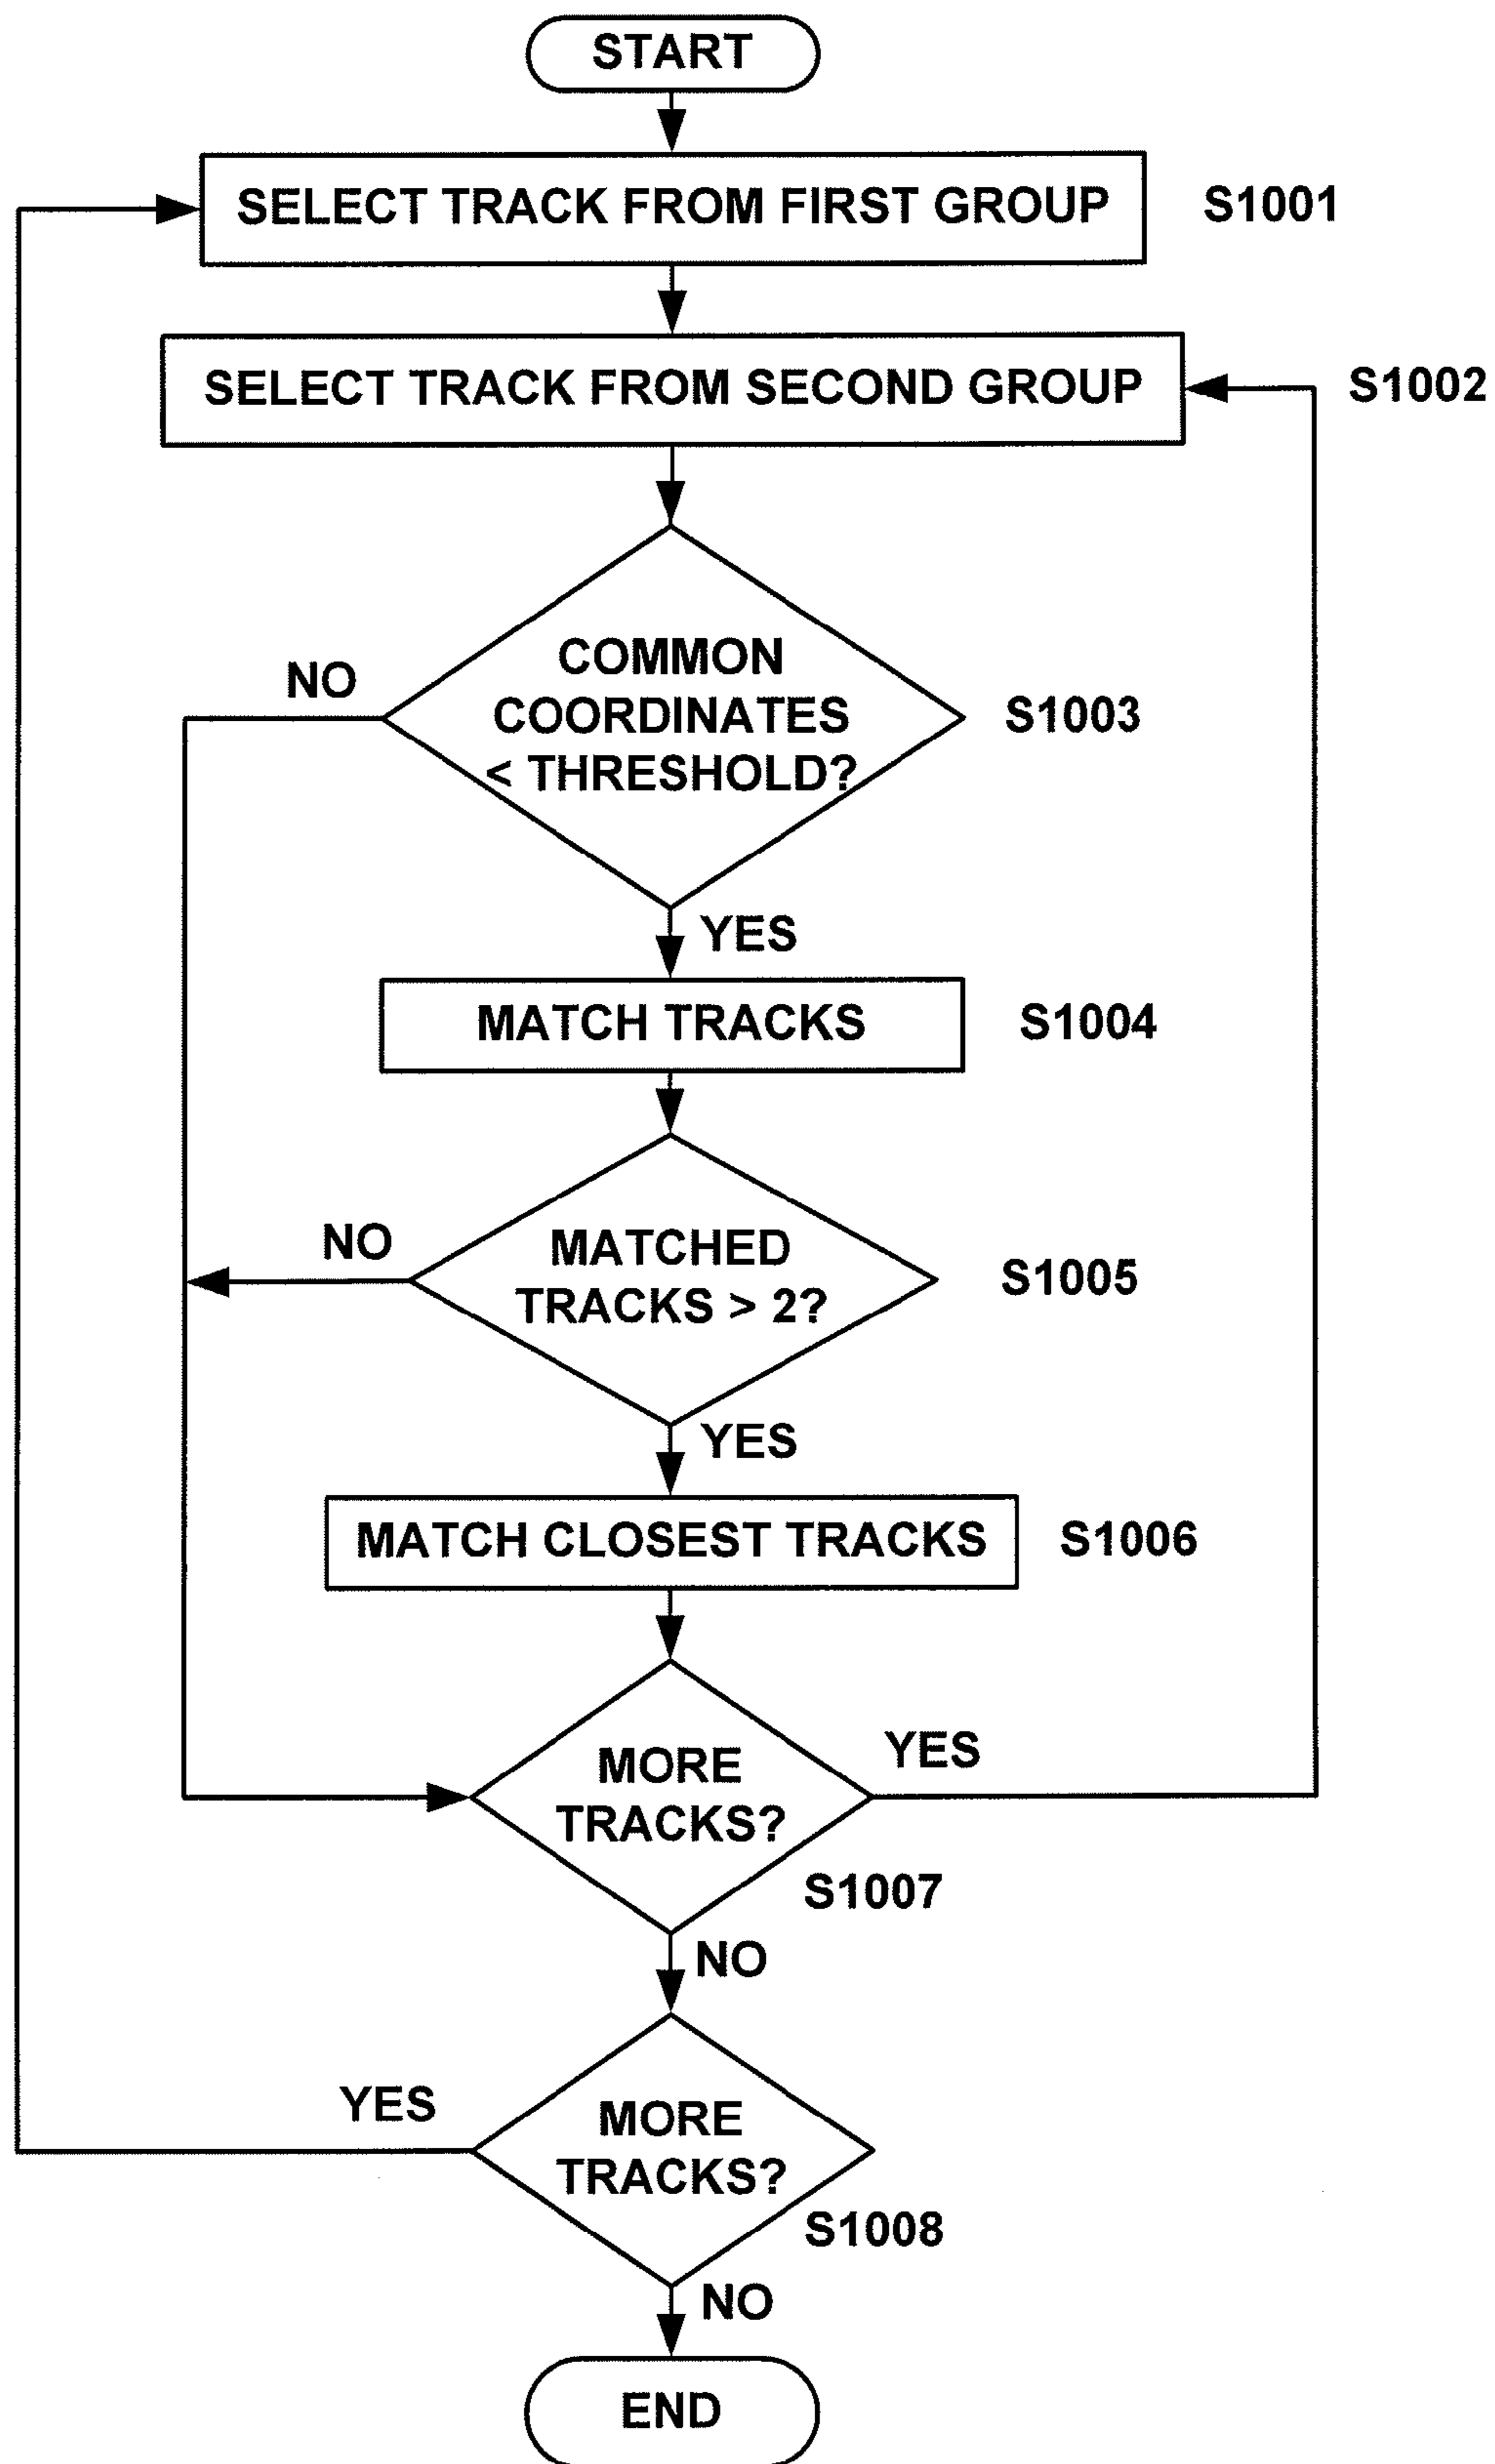 START
SELECT TRACK FROM FIRST GROUP
S1001
SELECT TRACK FROM SECOND GROUP
S1002
COMMON
COORDINATES
< THRESHOLD?
NO
S1003
YES
MATCH TRACKS
S1004
MATCHED
TRACKS > 2?
NO
S1005
YES
MATCH CLOSEST TRACKS
S1006
MORE
TRACKS?
YES
S1007
NO
MORE
TRACKS?
YES
S1008
NO
END